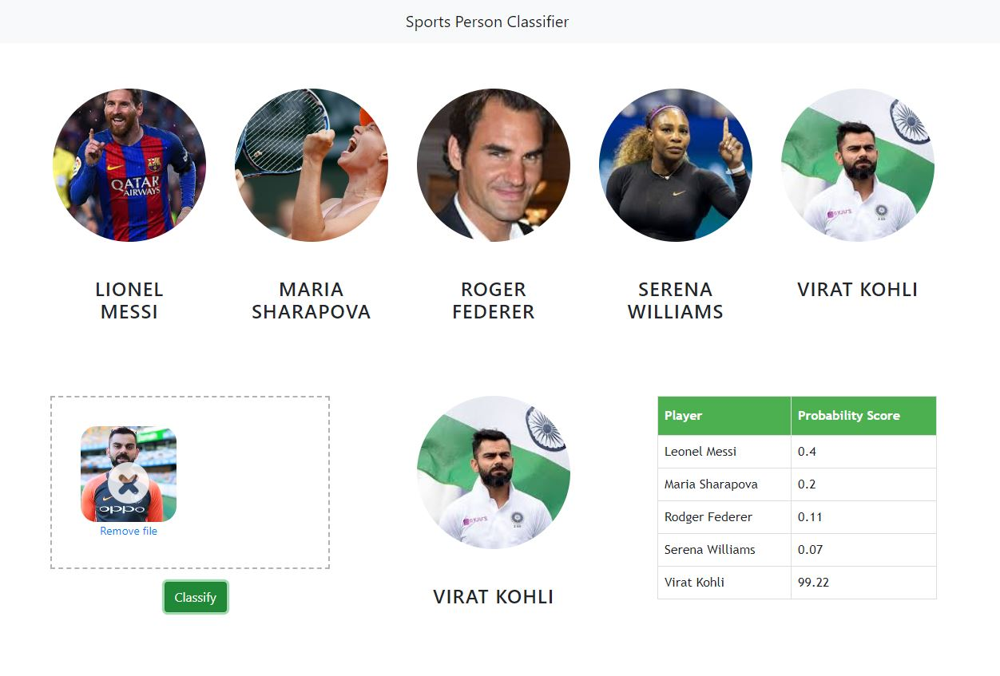 Sports Person Classifier
QATAR
AIRWAYS
BYJU'S
LIONEL
MESSI
MARIA
SHARAPOVA
ROGER
FEDERER
SERENA
WILLIAMS
VIRAT KOHLI
oppo
Remove file
Classify
BYJU'S
VIRAT KOHLI
Player Probability Score
Leonel Messi 0.4
Maria Sharapova 0.2
Rodger Federer 0.11
Serena Williams 0.07
Virat Kohli 99.22